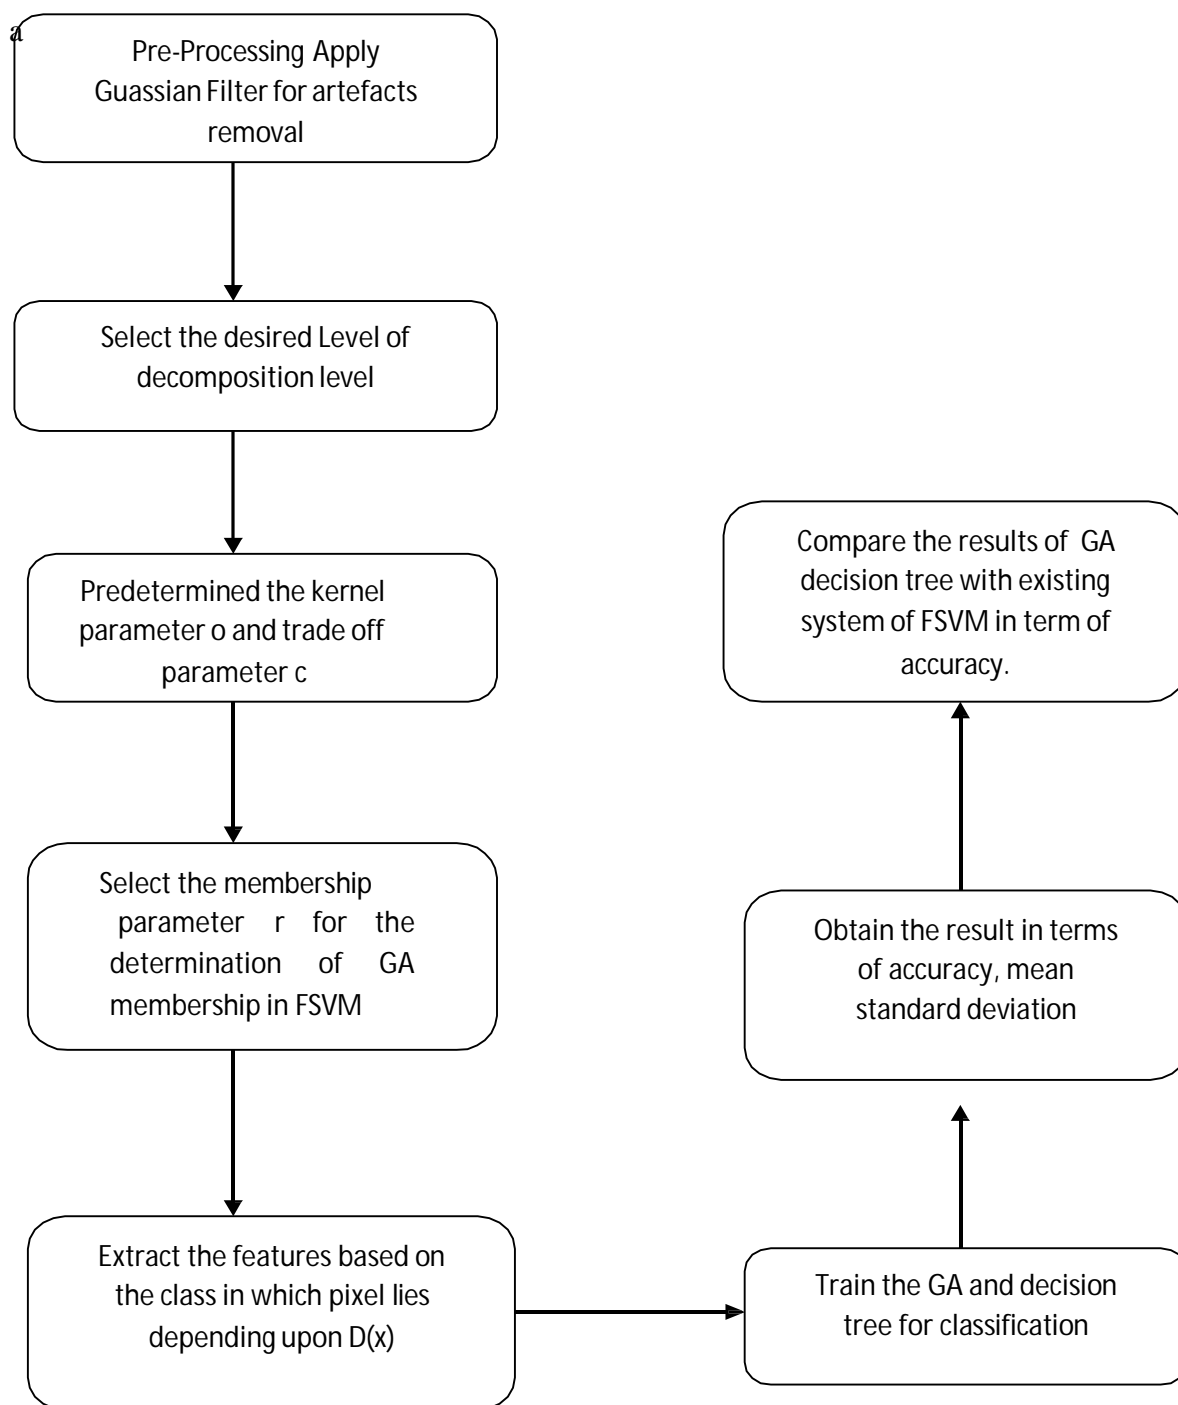 a
Pre-Processing Apply
Guassian Filter for artefacts
removal
Select the desired Level of
decomposition level
Predetermined the kernel
parameter o and trade off
parameter c
Select the membership
parameter r for the
determination of GA
membership in FSVM
Extract the features based on
the class in which pixel lies
depending upon D(x)
Train the GA and decision
tree for classification
Obtain the result in terms
of accuracy, mean
standard deviation
Compare the results of GA
decision tree with existing
system of FSVM in term of
accuracy.